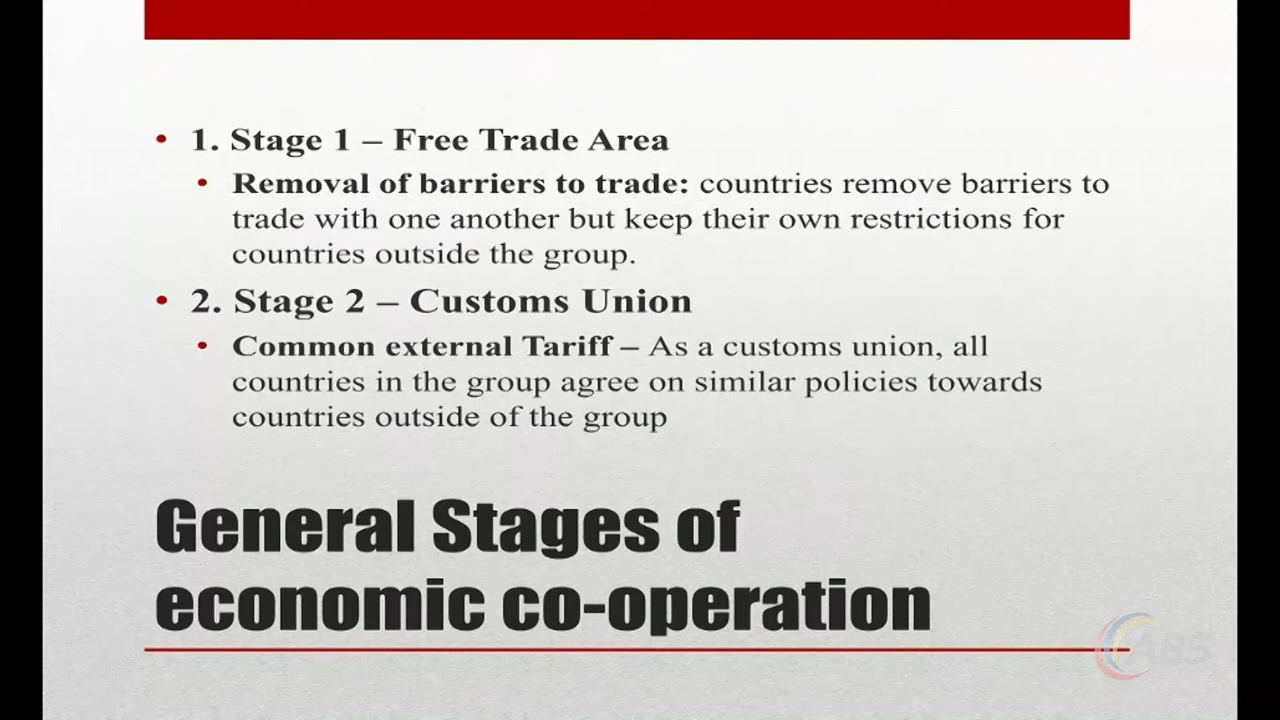 • 1. Stage 1 – Free Trade Area
• Removal of barriers to trade: countries remove barriers to
trade with one another but keep their own restrictions for
countries outside the group.
• 2. Stage 2 – Customs Union
• Common external Tariff – As a customs union, all
countries in the group agree on similar policies towards
countries outside of the group
General Stages of
economic co-operation
ABS